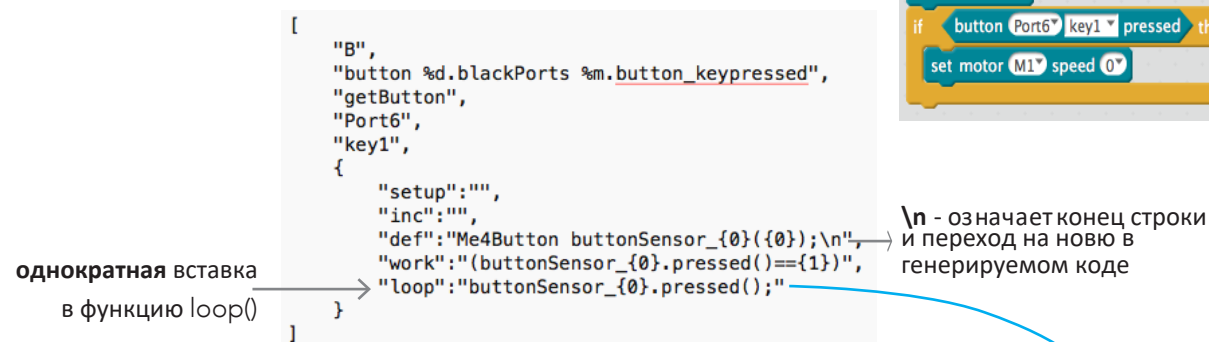 [
"B",
"button %d.blackPorts %m.button_keypressed",
"getButton",
"Port6",
"key1",
{
"setup":"",
"inc":"",
"def":"Me4Button buttonSensor_{0}({0});\n",
"work":"(buttonSensor_{0}.pressed()=={1})",
"loop":"buttonSensor_{0}.pressed();"
}
]
однократная вставка
в функцию loop()
if button Port6 key1 pressed th
set motor M1 speed 0
\n - означает конец строки
и переход на новю в
генерируемом коде